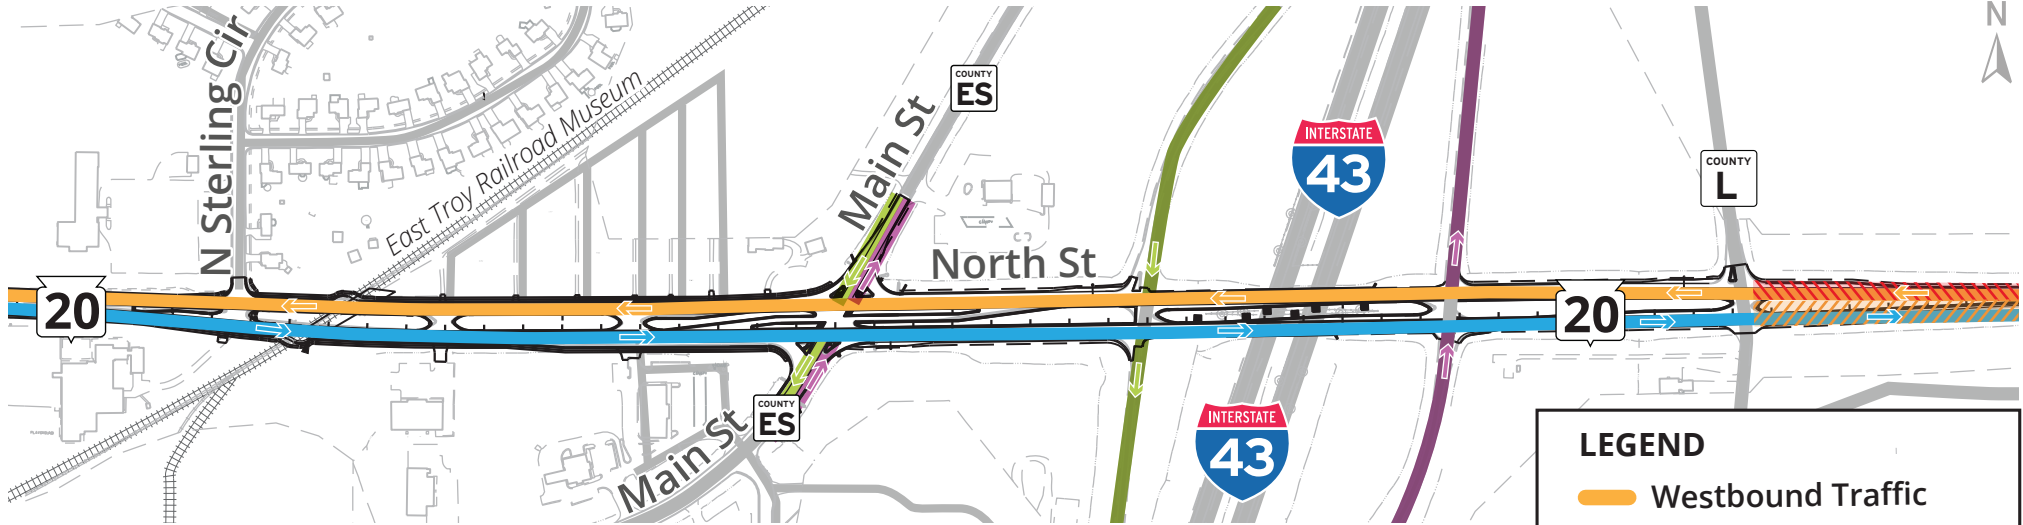 N
N Sterling Cir
East Troy Railroad Museum
Main St
COUNTY
ES
INTERSTATE
43
COUNTY
L
North St
20
20
COUNTY
ES
Main St
INTERSTATE
43
LEGEND
Westbound Traffic